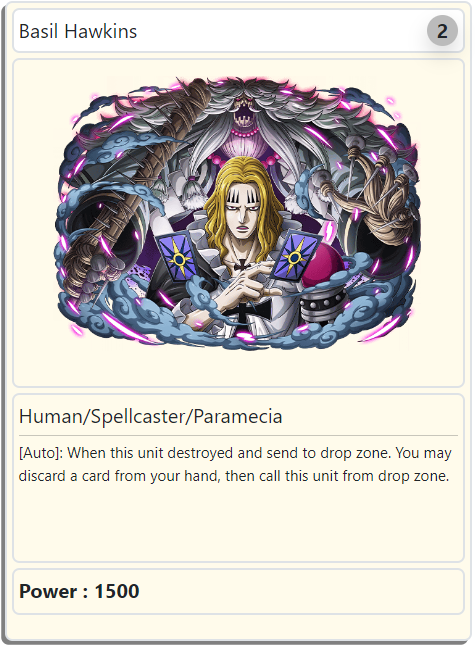 Basil Hawkins
2
Human/Spellcaster/Paramecia
[Auto]: When this unit destroyed and send to drop zone. You may
discard a card from your hand, then call this unit from drop zone.
Power : 1500